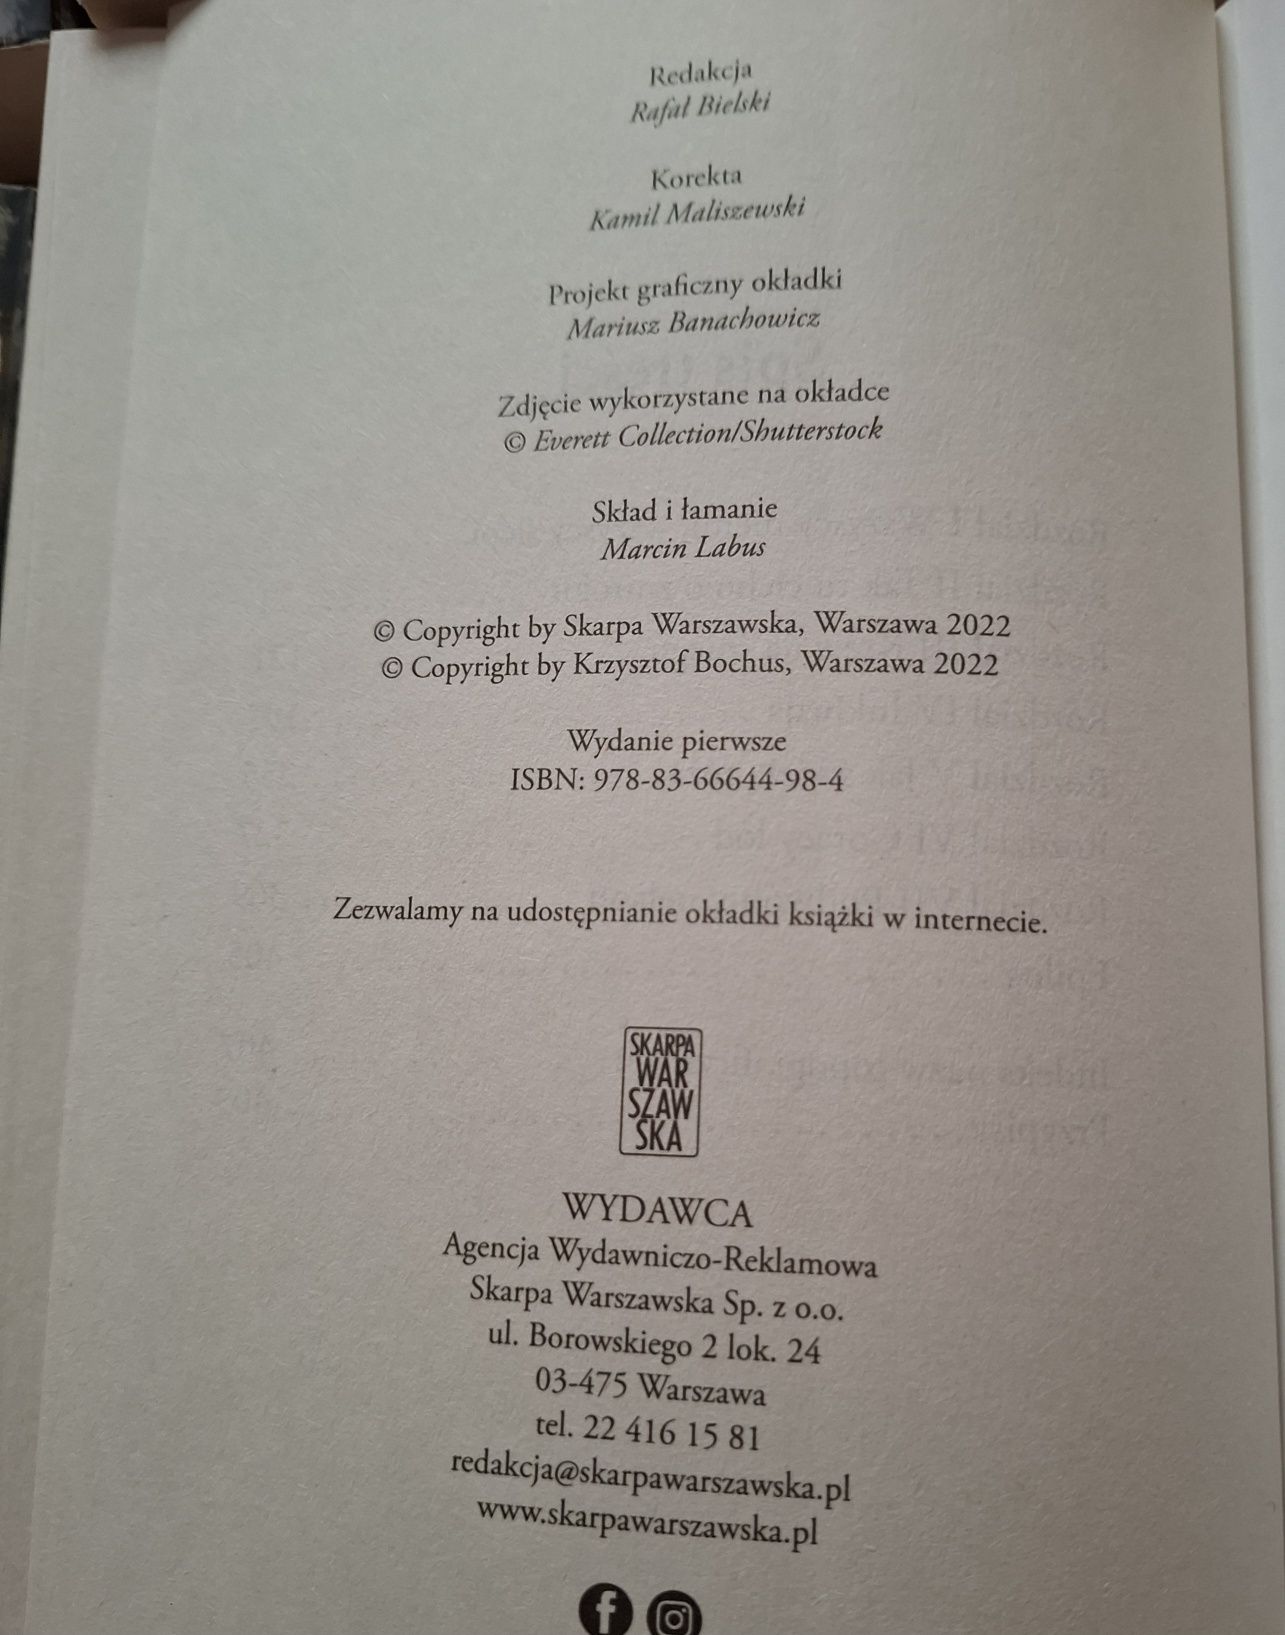 Redakcja
Rafał Bielski
Korekta
Kamil Maliszewski
Projekt graficzny okładki
Mariusz Banachowicz
Zdjęcie wykorzystane na okładce
© Everett Collection/Shutterstock
Skład i łamanie
Marcin Labus
© Copyright by Skarpa Warszawska, Warszawa 2022
© Copyright by Krzysztof Bochus, Warszawa 2022
Wydanie pierwsze
ISBN: 978-83-66644-98-4
Zezwalamy na udostępnianie okładki książki w internecie.
SKARPA
WAR
SZAW
SKA
WYDAWCA
Agencja Wydawniczo-Reklamowa
Skarpa Warszawska Sp. z o.o.
ul. Borowskiego 2 lok. 24
03-475 Warszawa
tel. 22 416 15 81
redakcja@skarpawarszawska.pl
www.skarpawarszawska.pl